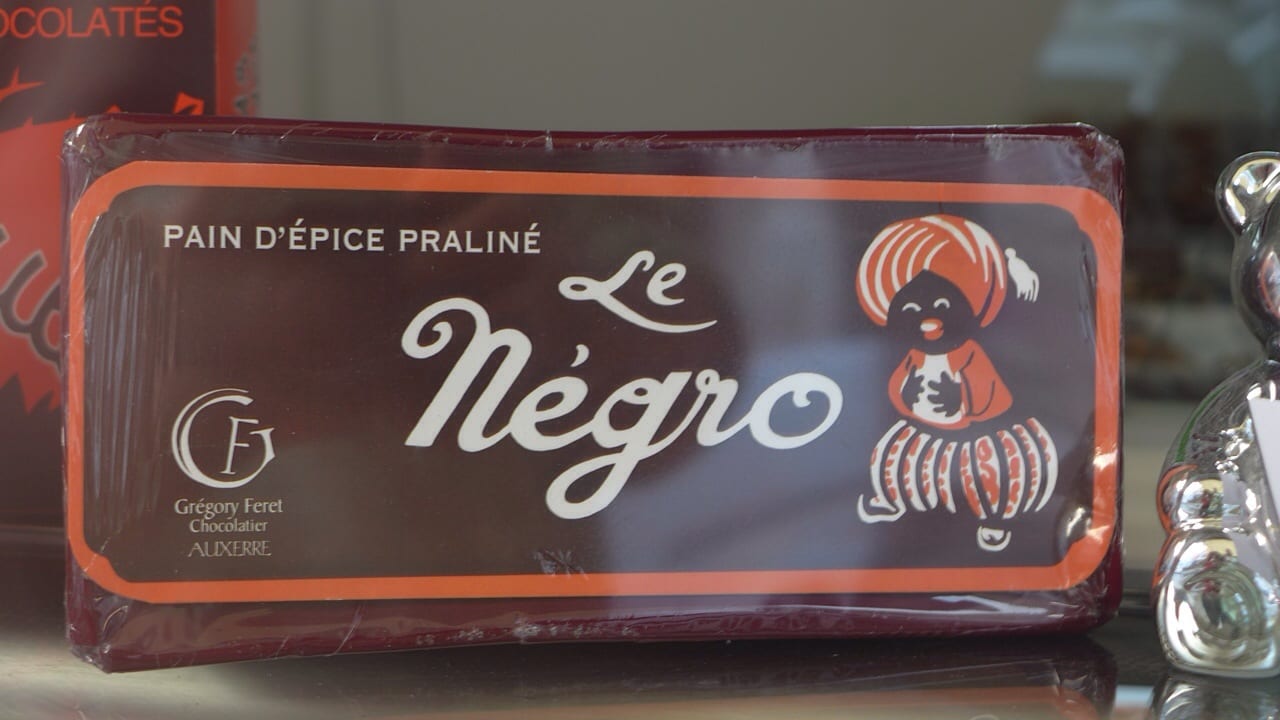 OCOLATÉS
PAIN D'ÉPICE PRALINÉ
Le
Négro
GF
Grégory Feret
Chocolatier
AUXERRE